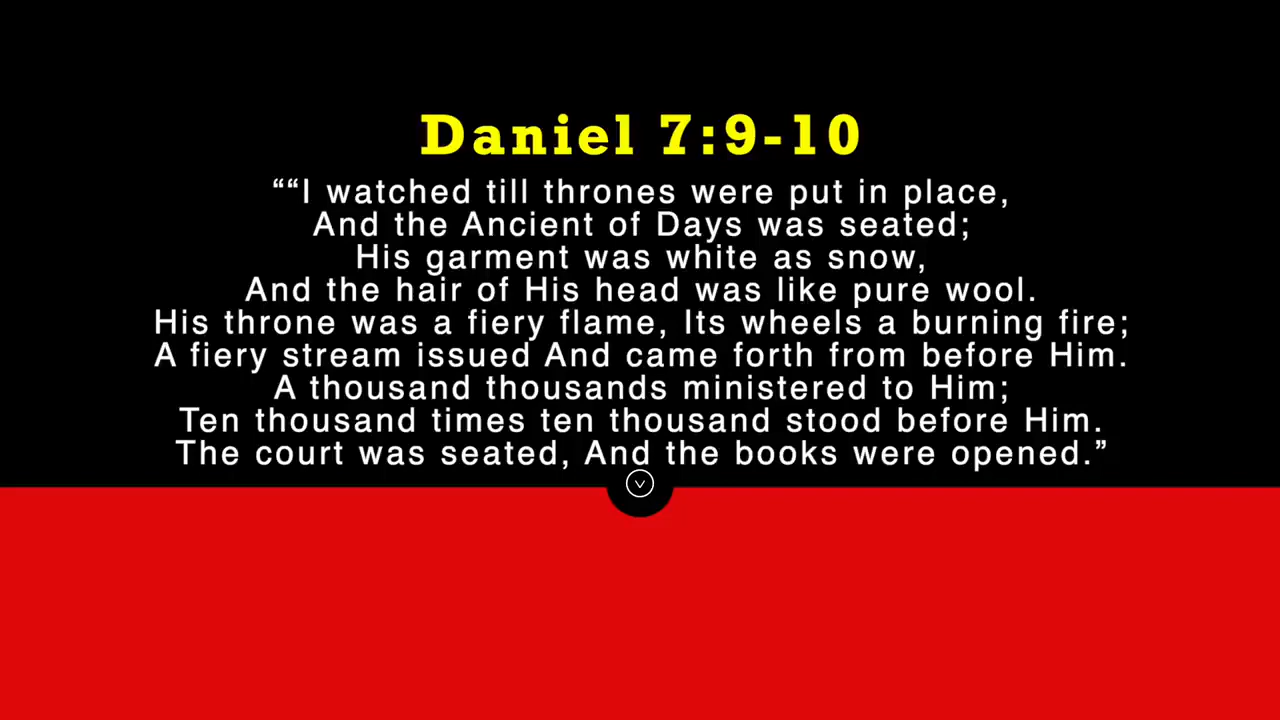 Daniel 7:9-10
““I watched till thrones were put in place,
And the Ancient of Days was seated;
His garment was white as snow,
And the hair of His head was like pure wool.
His throne was a fiery flame, Its wheels a burning fire;
A fiery stream issued And came forth from before Him.
A thousand thousands ministered to Him;
Ten thousand times ten thousand stood before Him.
The court was seated, And the books were opened.”